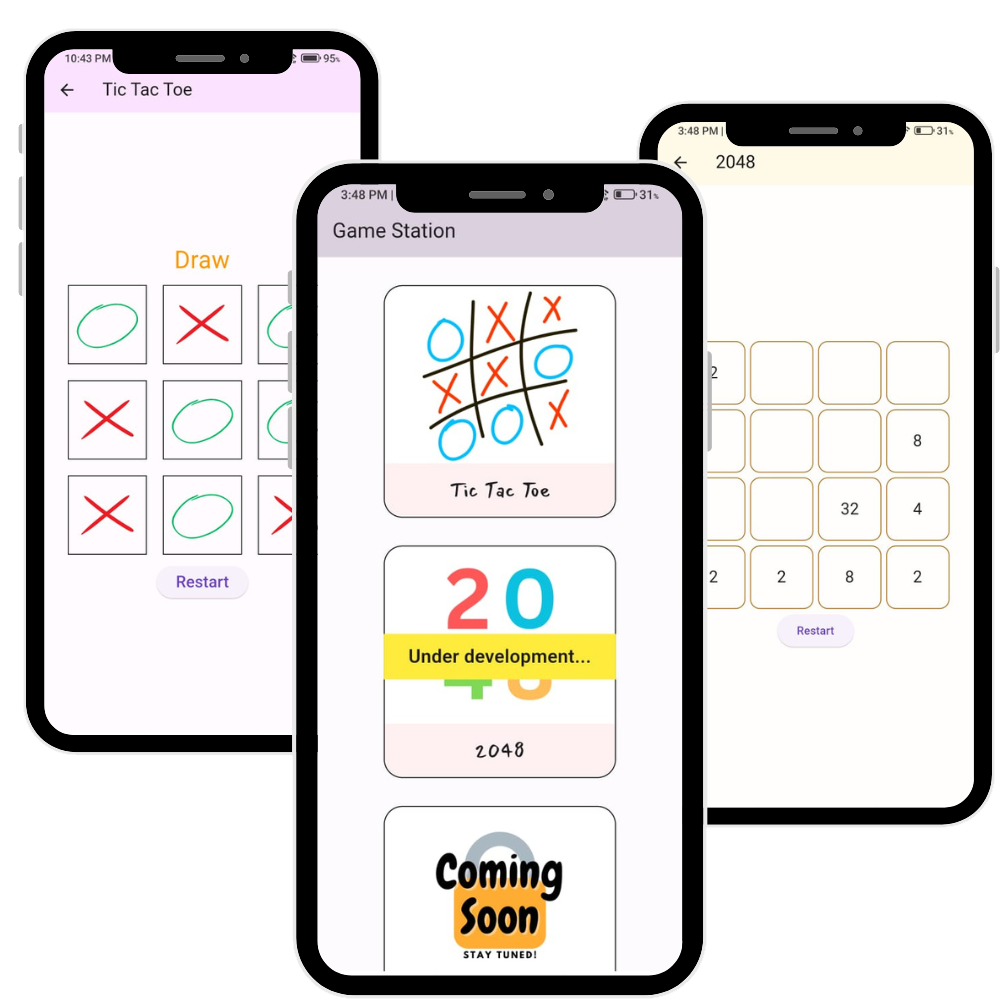 10:43 PM
95%
Tic Tac Toe
Draw
Restart
3:48 PM |
31%
Game Station
Tic Tac Toe
20
Under development...
48
2048
Coming
Soon
STAY TUNED!
3:48 PM |
31%
2048
2
8
32 4
2 2 8 2
Restart